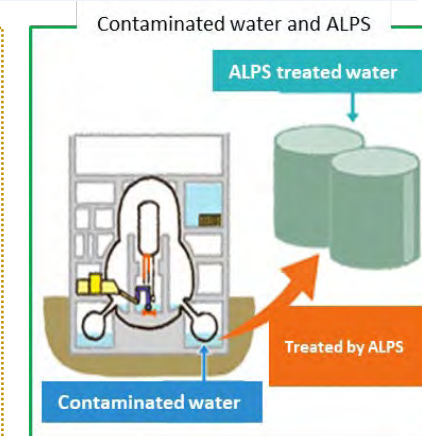 Contaminated water and ALPS
ALPS treated water
Treated by ALPS
Contaminated water